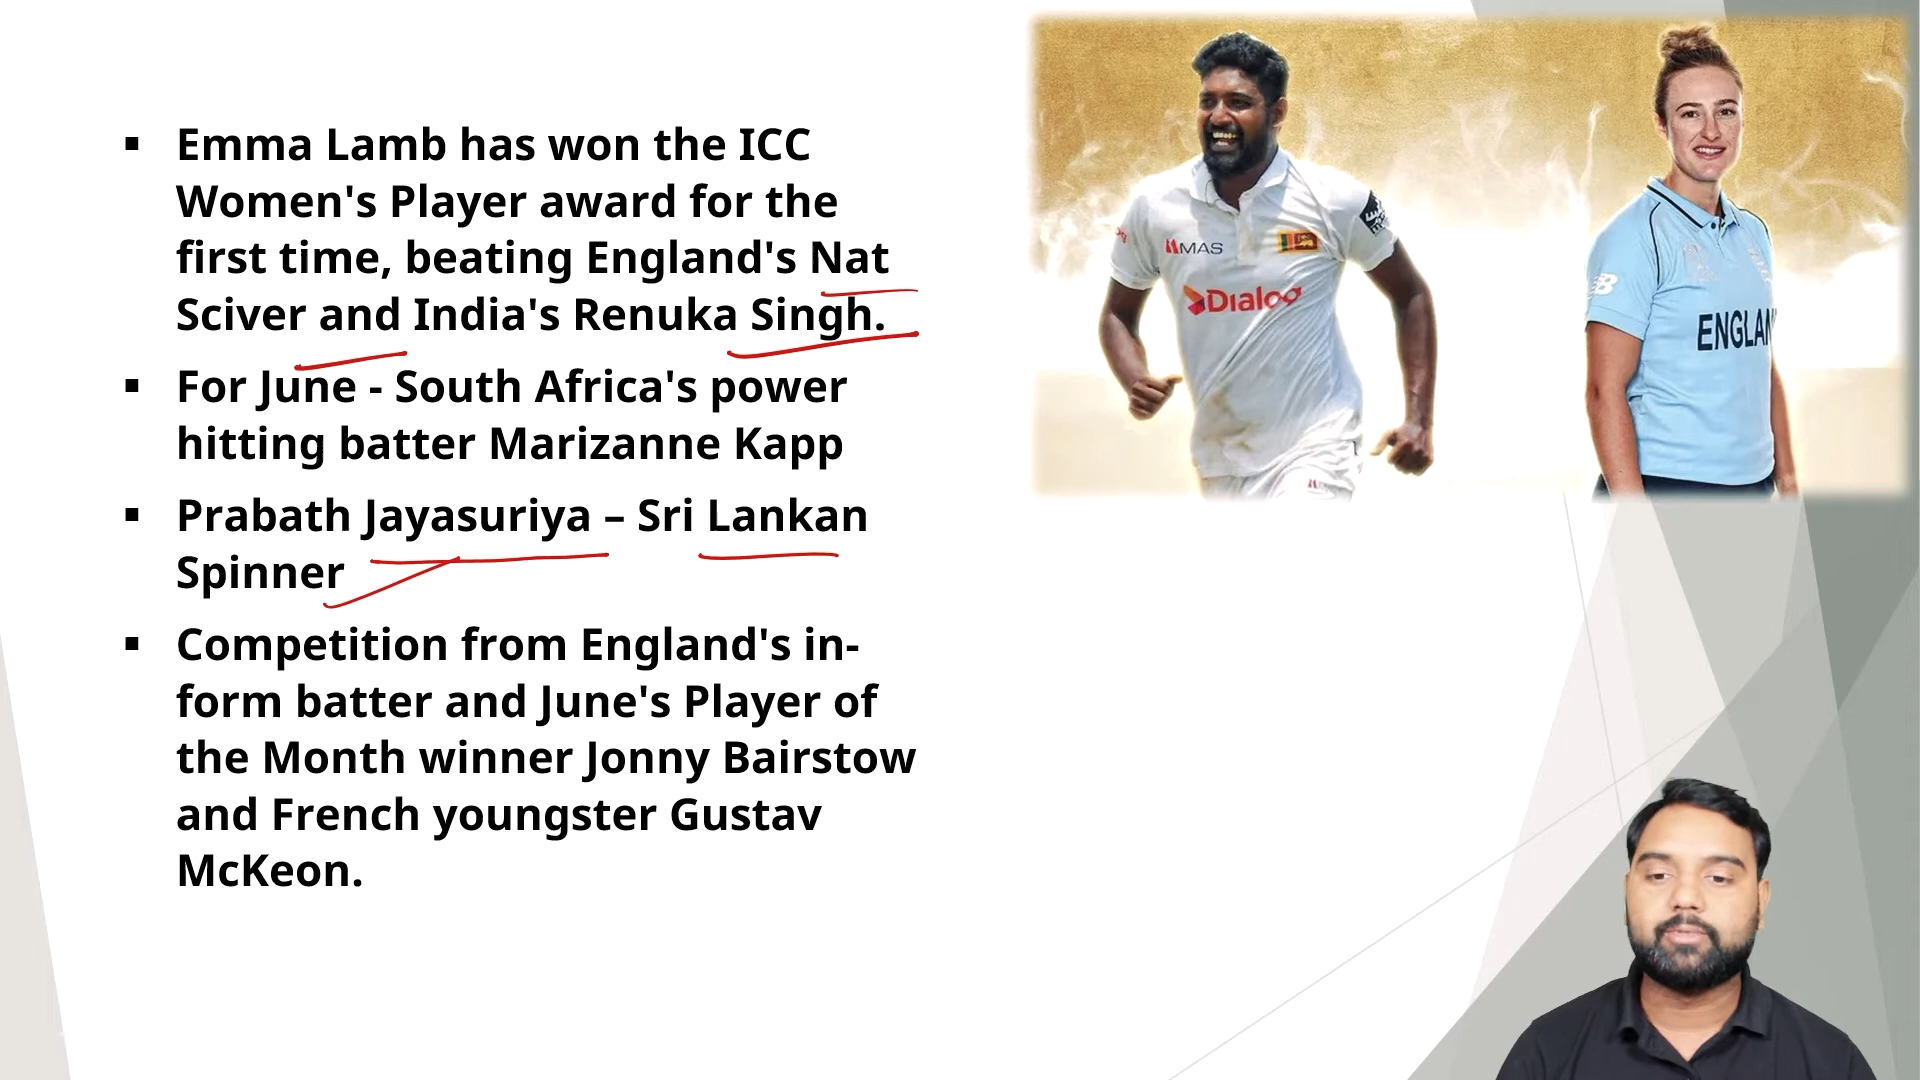 ▪ Emma Lamb has won the ICC
Women's Player award for the
first time, beating England's Nat
Sciver and India's Renuka Singh.
▪ For June - South Africa's power
hitting batter Marizanne Kapp
▪ Prabath Jayasuriya – Sri Lankan
Spinner
▪ Competition from England's in-
form batter and June's Player of
the Month winner Jonny Bairstow
and French youngster Gustav
McKeon.
MAS
Dialog
NB
ENGLAN